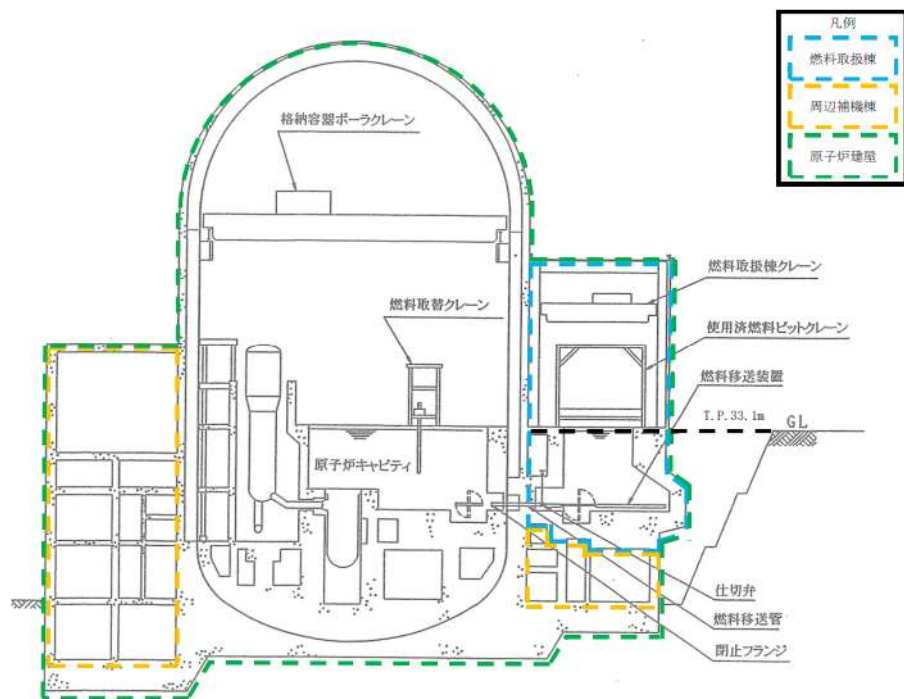 凡例
燃料取扱棟
周辺補機棟
原子炉建屋
格納容器ポーラクレーン
燃料取扱棟クレーン
燃料取替クレーン
使用済燃料ピットクレーン
燃料移送装置
T.P.33.1m
GL
原子炉キャビティ
仕切弁
燃料移送管
閉止フランジ